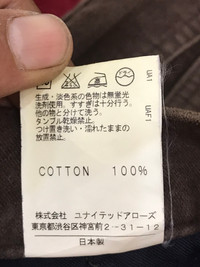 生成・淡色系の色物は無蛍光
洗剤使用。すすぎは十分行う。
他の物と分けて洗う。
タンブル乾燥禁止。
つけ置き洗い・濡れたままの
放置禁止。
COTTON 100%
株式会社 ユナイテッドアローズ
東京都渋谷区神宮前2-31-12
日本製
UA1
UAF1